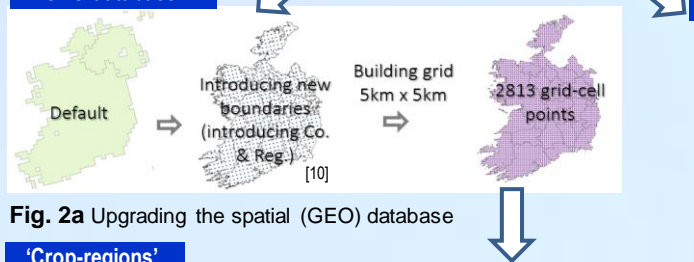 Default
Introducing new
boundaries
(introducing Co.
& Reg.)
[10]
Building grid
5km x 5km
2813 grid-cell
points
Fig. 2a Upgrading the spatial (GEO) database
'Crop-regions'